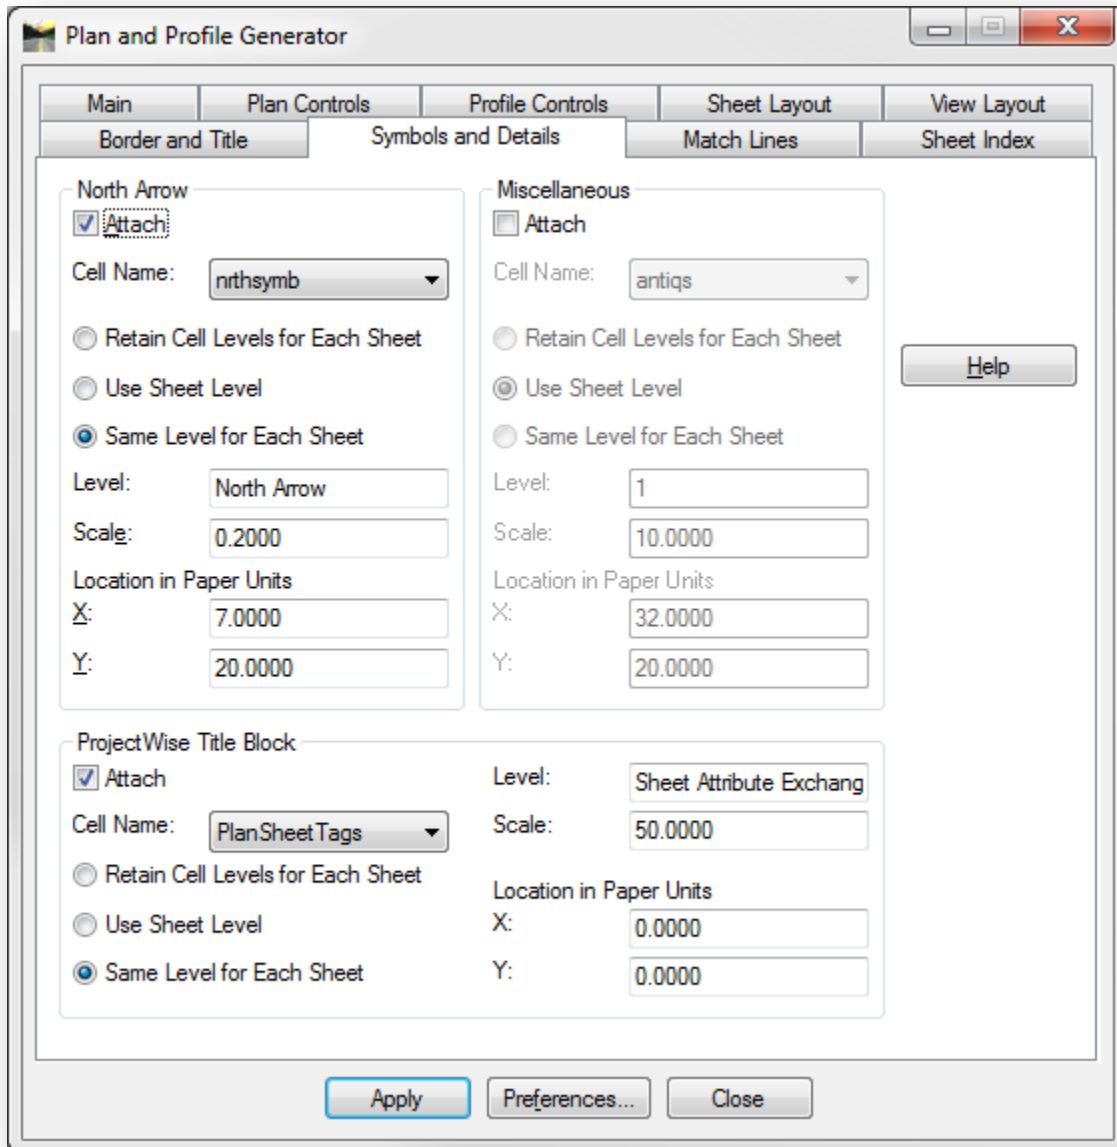 Plan and Profile Generator
Main Plan Controls Profile Controls Sheet Layout View Layout
Border and Title Symbols and Details Match Lines Sheet Index
North Arrow
Attach
Cell Name: nrthsymb
Retain Cell Levels for Each Sheet
Use Sheet Level
Same Level for Each Sheet
Level: North Arrow
Scale: 0.2000
Location in Paper Units
X: 7.0000
Y: 20.0000
Miscellaneous
Attach
Cell Name: antiqs
Retain Cell Levels for Each Sheet
Use Sheet Level
Same Level for Each Sheet
Level: 1
Scale: 10.0000
Location in Paper Units
X: 32.0000
Y: 20.0000
Help
ProjectWise Title Block
Attach
Cell Name: PlanSheetTags
Retain Cell Levels for Each Sheet
Use Sheet Level
Same Level for Each Sheet
Level: Sheet Attribute Exchang
Scale: 50.0000
Location in Paper Units
X: 0.0000
Y: 0.0000
Apply Preferences... Close